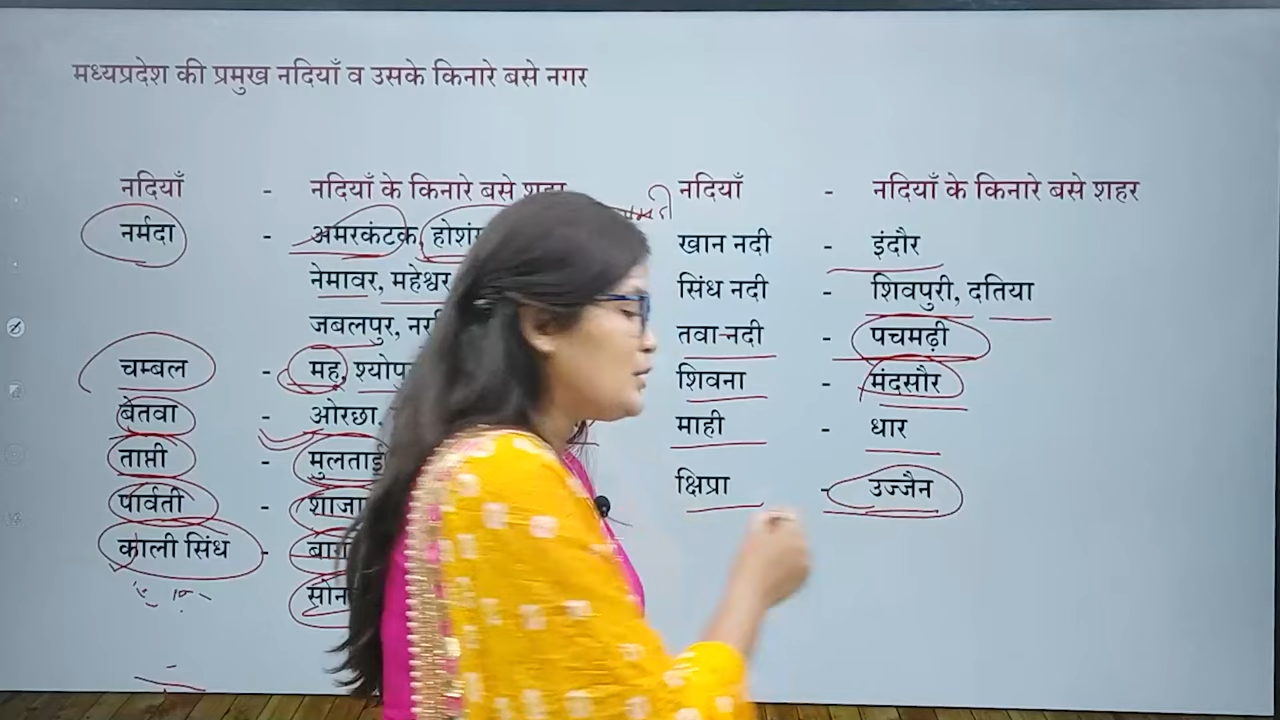 मध्यप्रदेश की प्रमुख नदियाँ व उसके किनारे बसे नगर
नदियाँ - नदियाँ के किनारे बसे
नर्मदा - अमरकंटक,
नेमावर, महेश्वर
जबलपुर,
चम्बल - महू,
बेतवा - ओरछा,
ताप्ती - मुलताई
पार्वती -
काली सिंध -
नदियाँ - नदियाँ के किनारे बसे शहर
खान नदी - इंदौर
सिंध नदी - शिवपुरी, दतिया
तवा नदी - पचमढ़ी
शिवना - मंदसौर
माही - धार
क्षिप्रा - उज्जैन